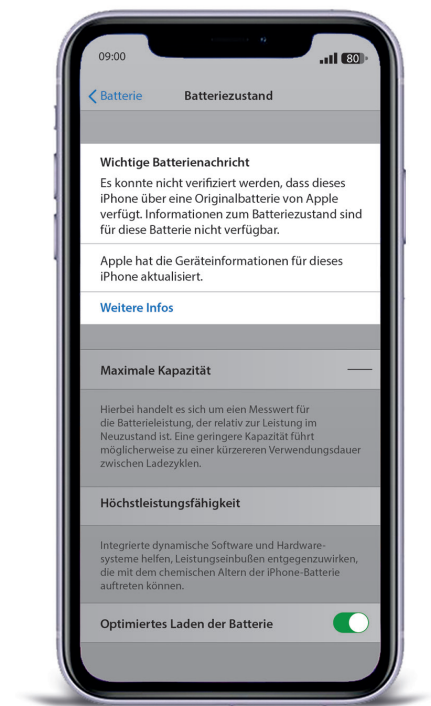 09:00
80
Batterie
Batteriezustand
Wichtige Batterienachricht
Es konnte nicht verifiziert werden, dass dieses
iPhone über eine Originalbatterie von Apple
verfügt. Informationen zum Batteriezustand sind
für diese Batterie nicht verfügbar.
Apple hat die Geräteinformationen für dieses
iPhone aktualisiert.
Weitere Infos
Maximale Kapazität —
Hierbei handelt es sich um eien Messwert für
die Batterieleistung, der relativ zur Leistung im
Neuzustand ist. Eine geringere Kapazität führt
möglicherweise zu einer kürzereren Verwendungsdauer
zwischen Ladezyklen.
Höchstleistungsfähigkeit
Integrierte dynamische Software und Hardware-
systeme helfen, Leistungseinbußen entgegenzuwirken,
die mit dem chemischen Altern der iPhone-Batterie
auftreten können.
Optimiertes Laden der Batterie